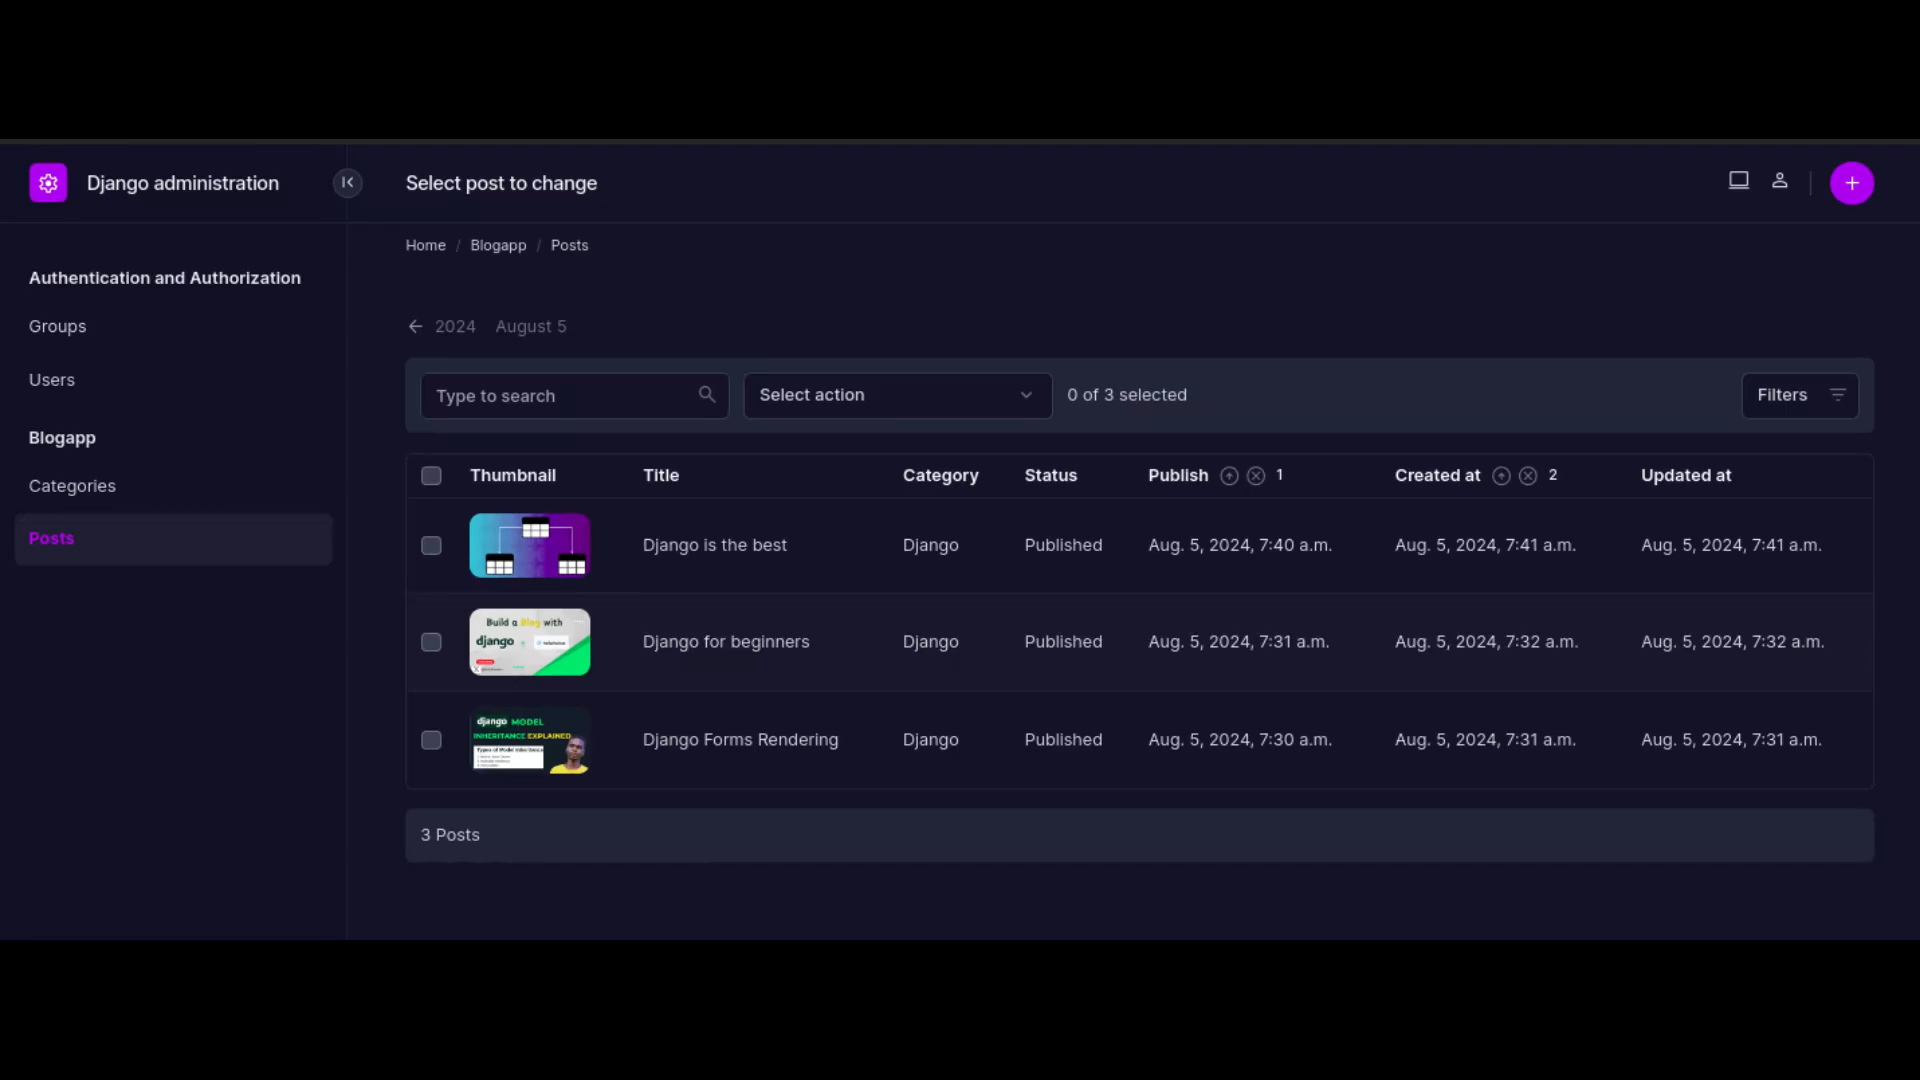 Django administration
Select post to change
Home / Blogapp / Posts
Authentication and Authorization
Groups
Users
Blogapp
Categories
Posts
2024 August 5
Type to search
Select action
0 of 3 selected
Filters
Thumbnail Title Category Status Publish 1 Created at 2 Updated at
Django is the best Django Published Aug. 5, 2024, 7:40 a.m. Aug. 5, 2024, 7:41 a.m. Aug. 5, 2024, 7:41 a.m.
Build a Blog with
django
Django for beginners Django Published Aug. 5, 2024, 7:31 a.m. Aug. 5, 2024, 7:32 a.m. Aug. 5, 2024, 7:32 a.m.
django MODEL
INHERITANCE EXPLAINED
Types of Model Inheritance
Django Forms Rendering Django Published Aug. 5, 2024, 7:30 a.m. Aug. 5, 2024, 7:31 a.m. Aug. 5, 2024, 7:31 a.m.
3 Posts